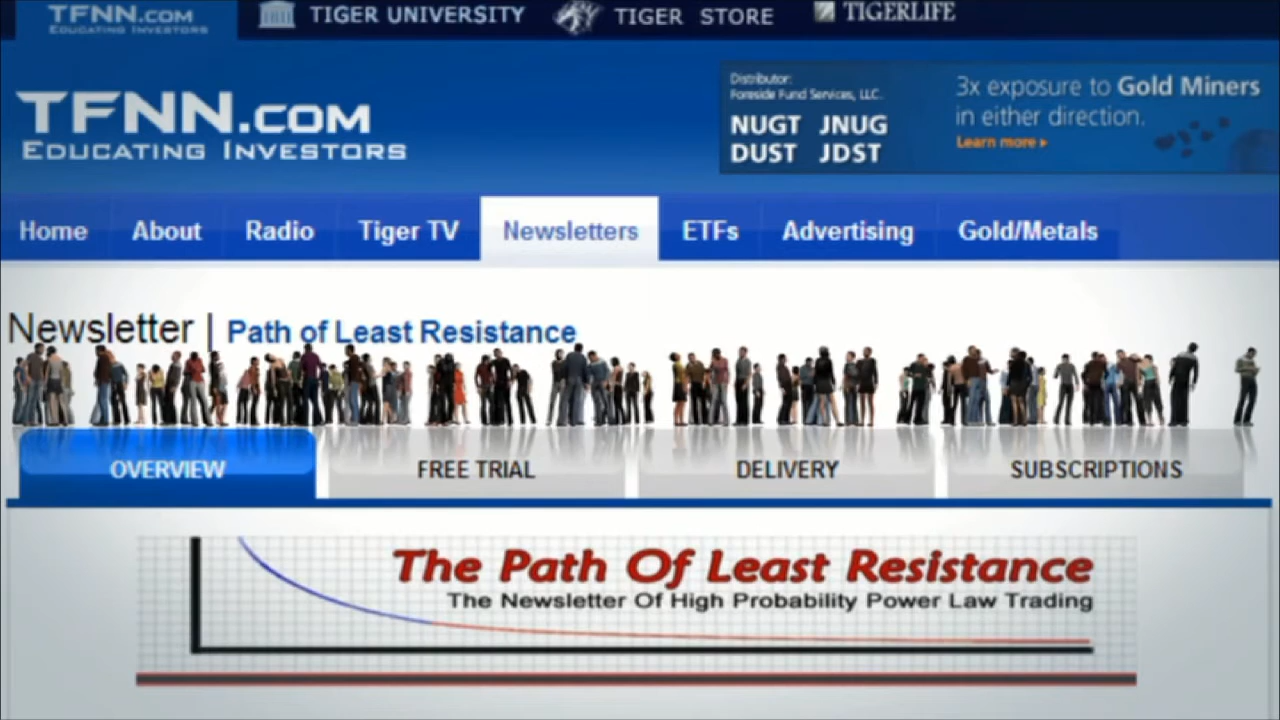 TFNN.COM
EDUCATING INVESTORS
TIGER UNIVERSITY
TIGER STORE
TIGERLIFE
TFNN.COM
EDUCATING INVESTORS
Distributor:
Foreside Fund Services, LLC.
NUGT JNUG
DUST JDST
3x exposure to Gold Miners
in either direction.
Learn more
Home About Radio Tiger TV Newsletters ETFs Advertising Gold/Metals
Newsletter | Path of Least Resistance
OVERVIEW FREE TRIAL DELIVERY SUBSCRIPTIONS
The Path Of Least Resistance
The Newsletter Of High Probability Power Law Trading